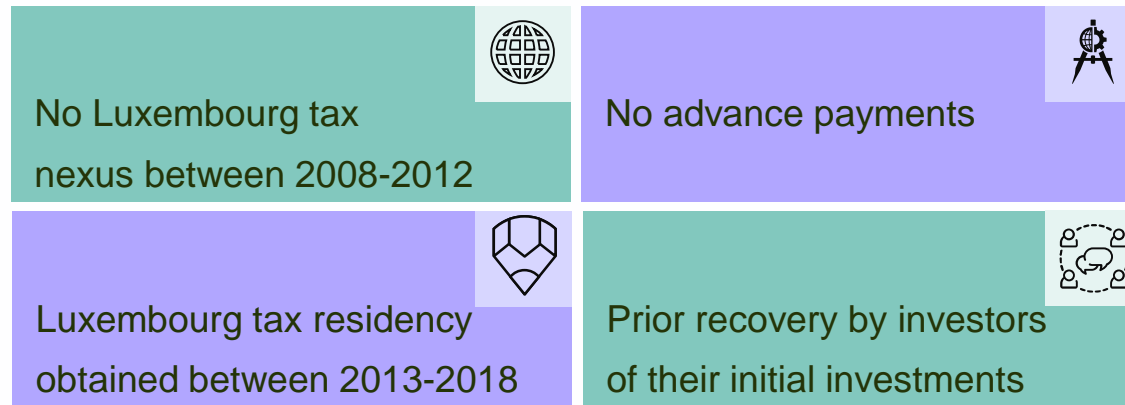 No Luxembourg tax
nexus between 2008-2012
No advance payments
Luxembourg tax residency
obtained between 2013-2018
Prior recovery by investors
of their initial investments